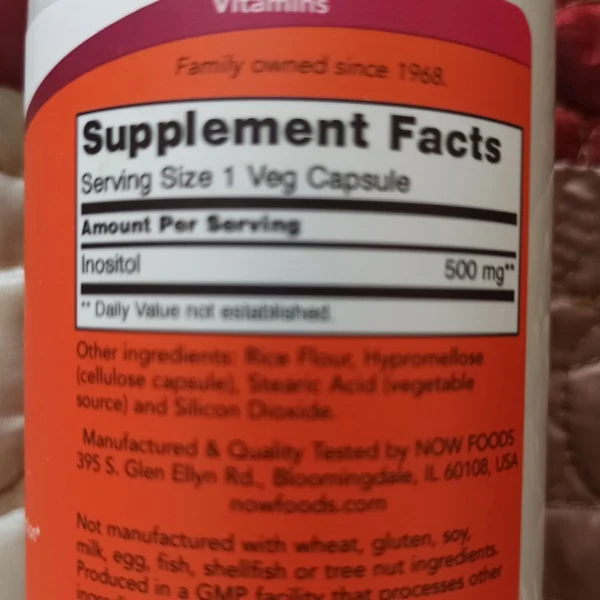 Vitamins
Family owned since 1968.
Supplement Facts
Serving Size 1 Veg Capsule
Amount Per Serving
Inositol 500 mg**
** Daily Value not established.
Other ingredients: Rice Flour, Hypromellose
(cellulose capsule), Stearic Acid (vegetable
source) and Silicon Dioxide.
Manufactured & Quality Tested by NOW FOODS
395 S. Glen Ellyn Rd., Bloomingdale, IL 60108, USA
nowfoods.com
Not manufactured with wheat, gluten, soy,
milk, egg, fish, shellfish or tree nut ingredients.
Produced in a GMP facility that processes other